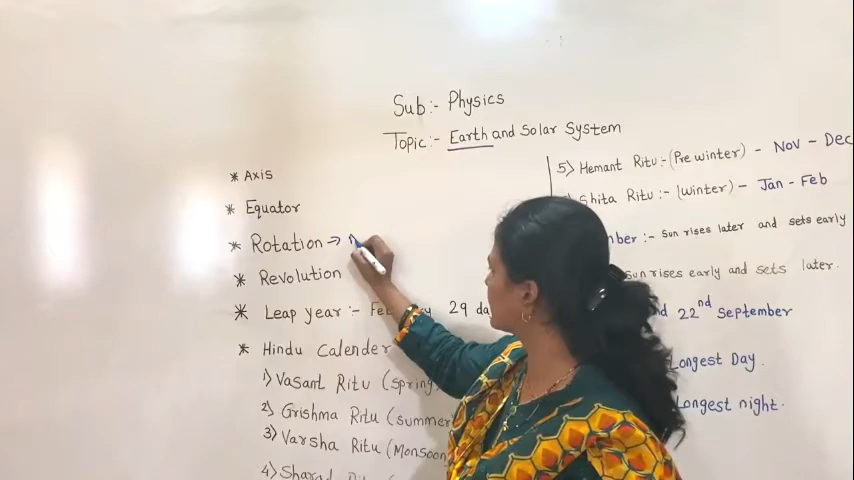 Sub:- Physics
Topic:- Earth and Solar System
* Axis
* Equator
* Rotation →
* Revolution
* Leap year :- 29
* Hindu Calender
1) Vasant Ritu (spring
2) Grishma Ritu (summer
3) Varsha Ritu (Monsoon
4) Sharad
5) Hemant Ritu :- (Pre winter) - Nov - Dec
Shita Ritu :- (winter) - Jan - Feb
mber :- Sun rises later and sets early
sun rises early and sets later.
22nd September
Longest Day.
Longest night.